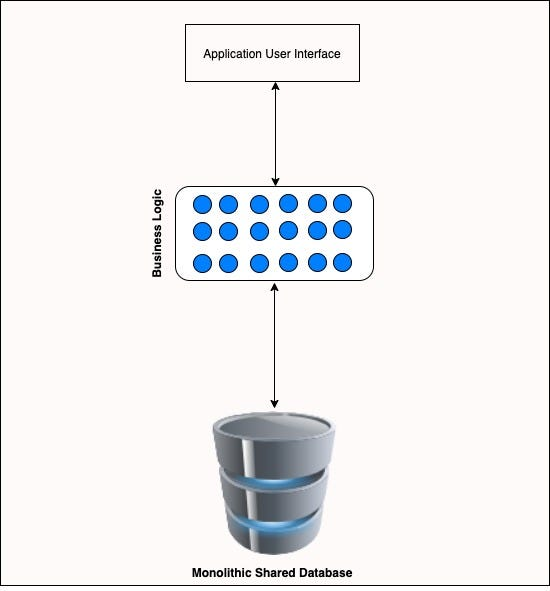 Application User Interface
Business Logic
Monolithic Shared Database